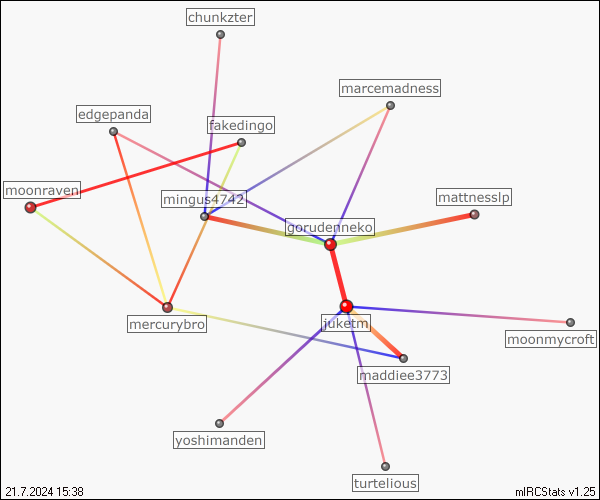 chunkzter
marcemadness
edgepanda
fakedingo
moonraven
mingus4742
mattnesslp
gorudenneko
mercurybro
juketm
moonmycroft
maddiee3773
yoshimanden
turtelious
21.7.2024 15:38
mIRCStats v1.25